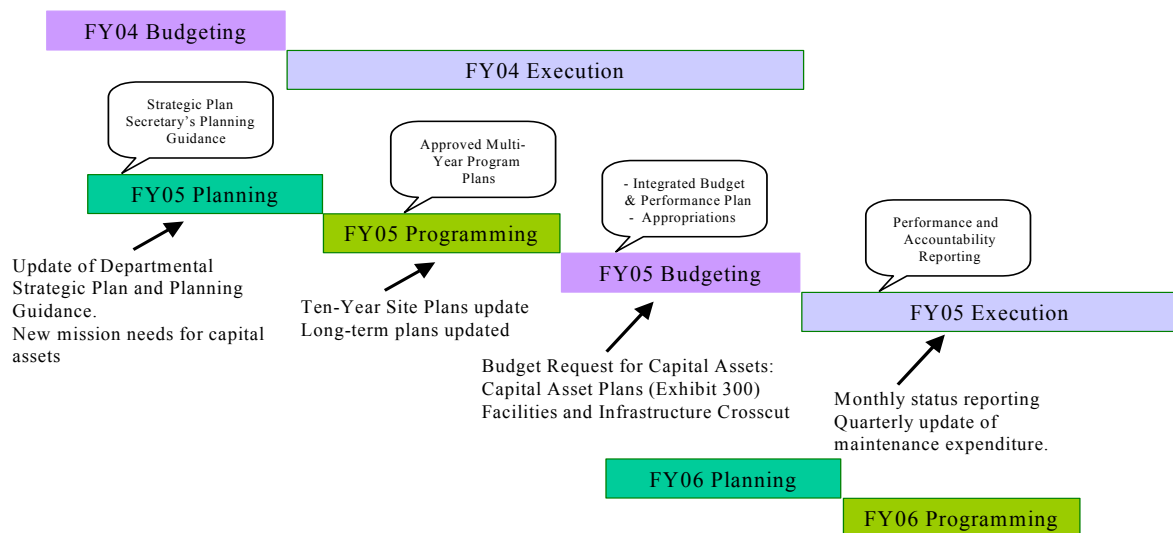 FY04 Budgeting
FY04 Execution
Strategic Plan
Secretary's Planning
Guidance
Approved Multi-
Year Program
Plans
- Integrated Budget
& Performance Plan
- Appropriations
Performance and
Accountability
Reporting
FY05 Planning
FY05 Programming
FY05 Budgeting
FY05 Execution
Update of Departmental
Strategic Plan and Planning
Guidance.
New mission needs for capital
assets
Ten-Year Site Plans update
Long-term plans updated
Budget Request for Capital Assets:
Capital Asset Plans (Exhibit 300)
Facilities and Infrastructure Crosscut
Monthly status reporting
Quarterly update of
maintenance expenditure.
FY06 Planning
FY06 Programming